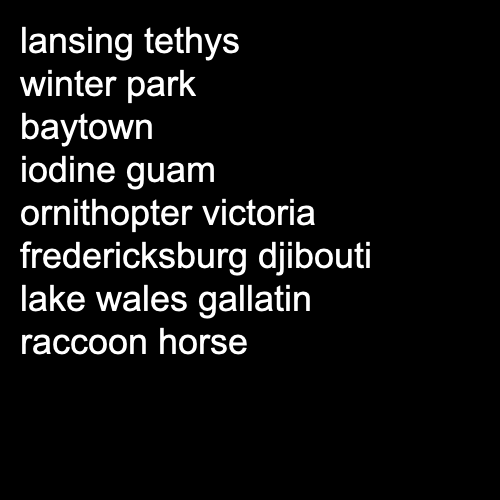 lansing tethys
winter park
baytown
iodine guam
ornithopter victoria
fredericksburg djibouti
lake wales gallatin
raccoon horse